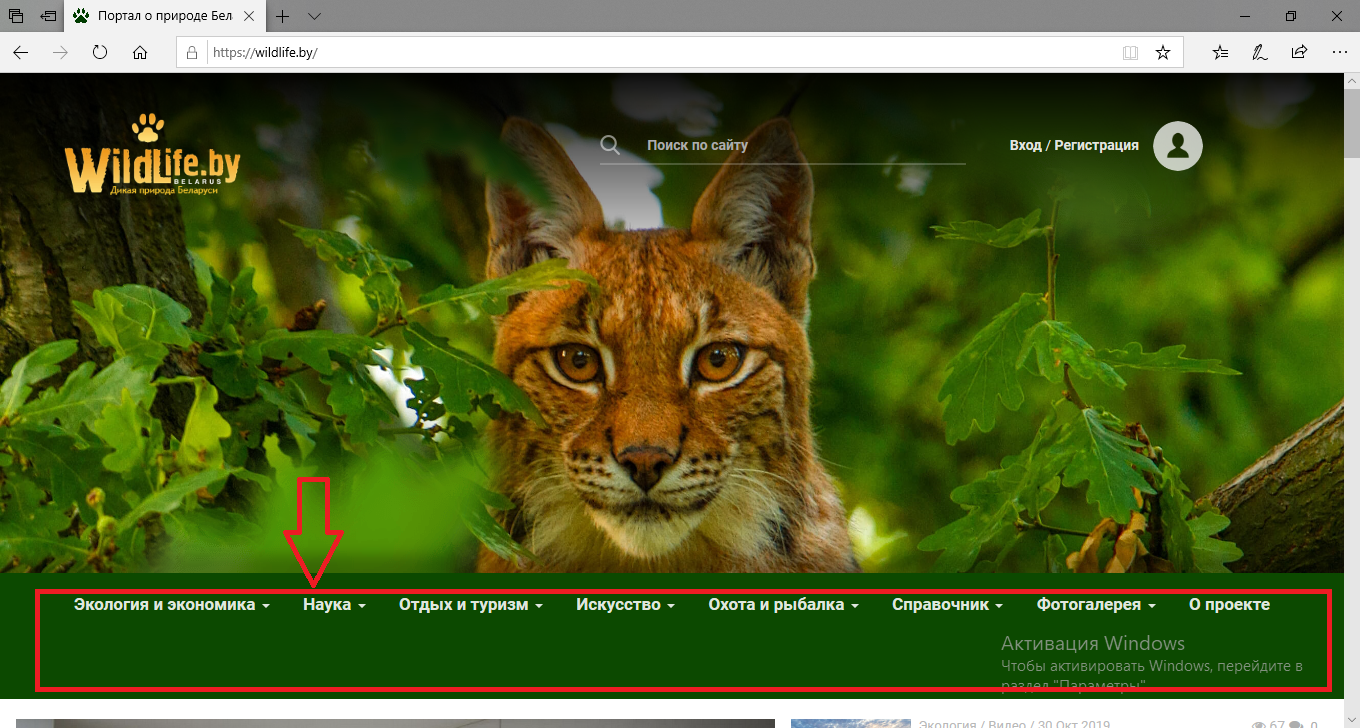 Портал о природе Бел
https://wildlife.by/
WildLife.by
BELARUS
Дикая природа Беларуси
Поиск по сайту
Вход / Регистрация
Экология и экономика Наука Отдых и туризм Искусство Охота и рыбалка Справочник Фотогалерея О проекте
Активация Windows
Чтобы активировать Windows, перейдите в
раздел "Параметры".
Экология / Видео / 30 Окт 2019 67 0